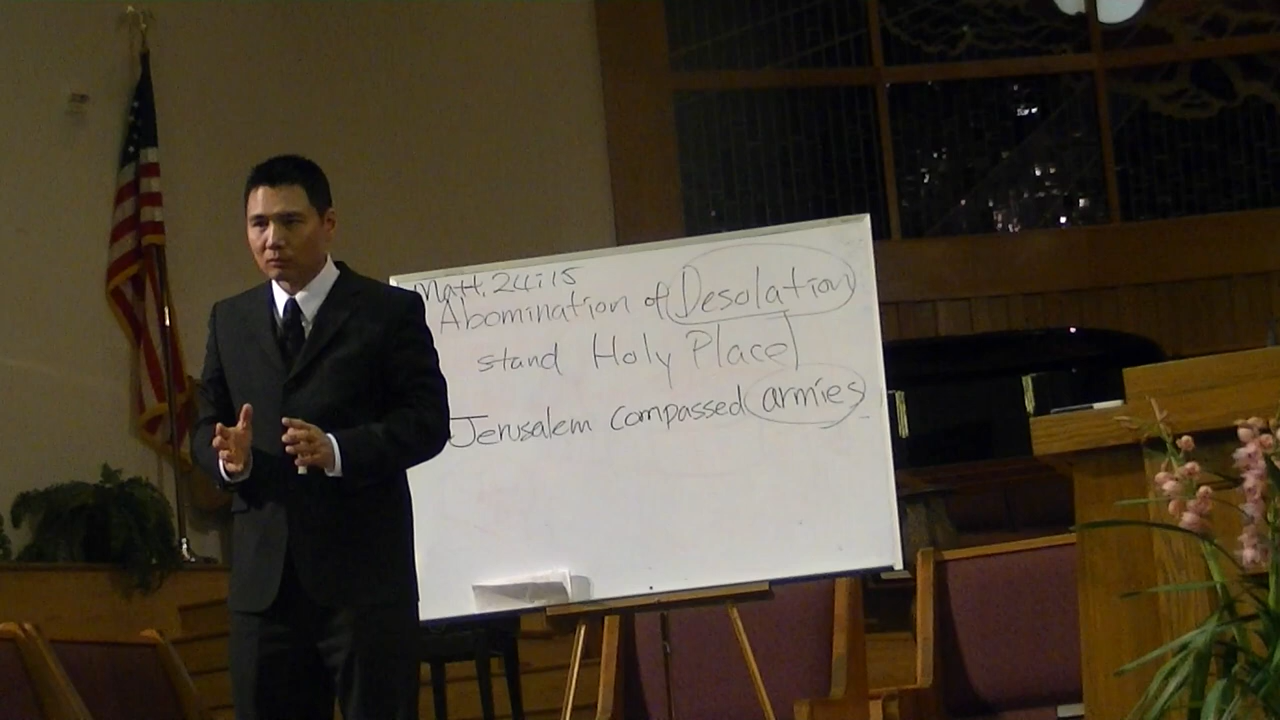 Matt. 24:15
Abomination of Desolation
stand Holy Place
Jerusalem compassed armies